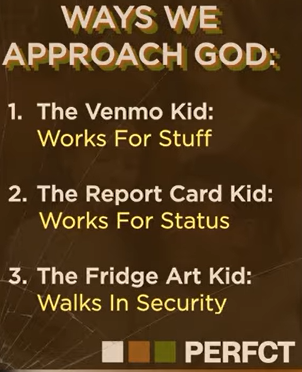 WAYS WE
APPROACH GOD:
1. The Venmo Kid:
Works For Stuff
2. The Report Card Kid:
Works For Status
3. The Fridge Art Kid:
Walks In Security
PERFCT